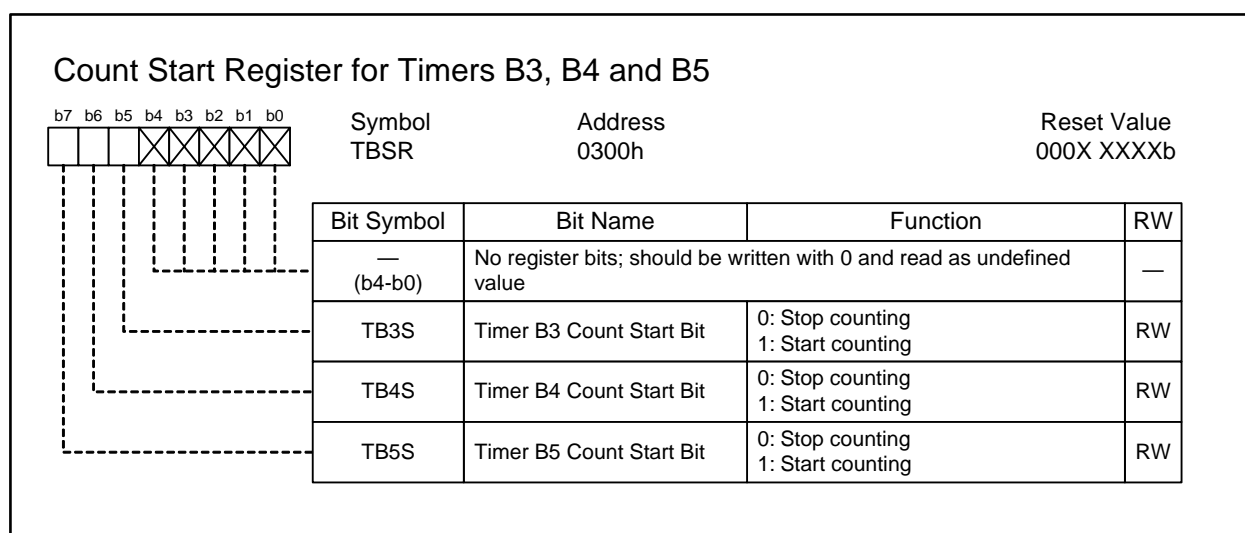 Count Start Register for Timers B3, B4 and B5
b7 b6 b5 b4 b3 b2 b1 b0
Symbol Address Reset Value
TBSR 0300h 000X XXXXb
Bit Symbol Bit Name Function RW
—
(b4-b0)
No register bits; should be written with 0 and read as undefined
value
—
TB3S Timer B3 Count Start Bit
0: Stop counting
1: Start counting
RW
TB4S Timer B4 Count Start Bit
0: Stop counting
1: Start counting
RW
TB5S Timer B5 Count Start Bit
0: Stop counting
1: Start counting
RW